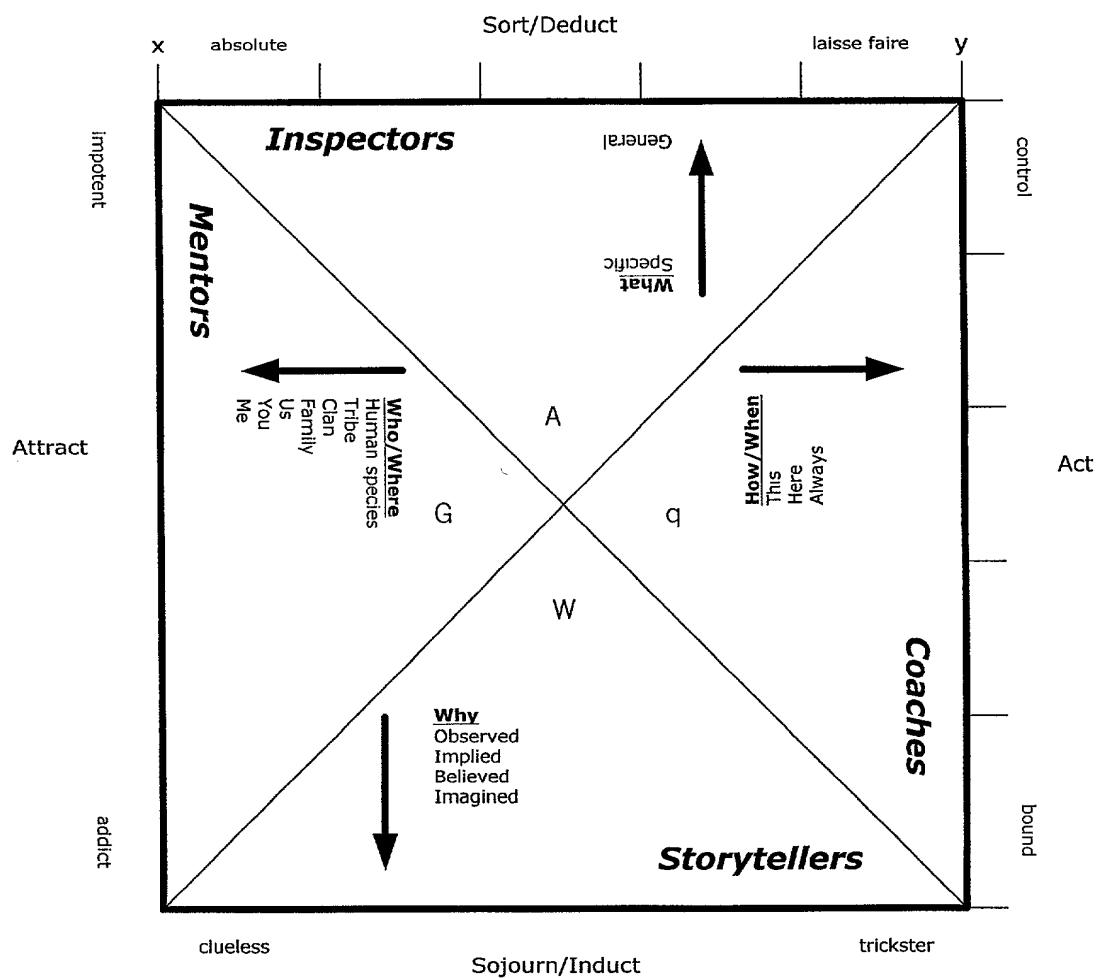 Sort/Deduct
x
absolute
laisse faire
y
Inspectors
General
What
Specific
impotent
control
Mentors
Who/Where
Human species
Tribe
Clan
Family
Us
You
Me
How/When
This
Here
Always
Attract
Act
A
G
q
W
Why
Observed
Implied
Believed
Imagined
Coaches
Storytellers
addict
bound
clueless
trickster
Sojourn/Induct